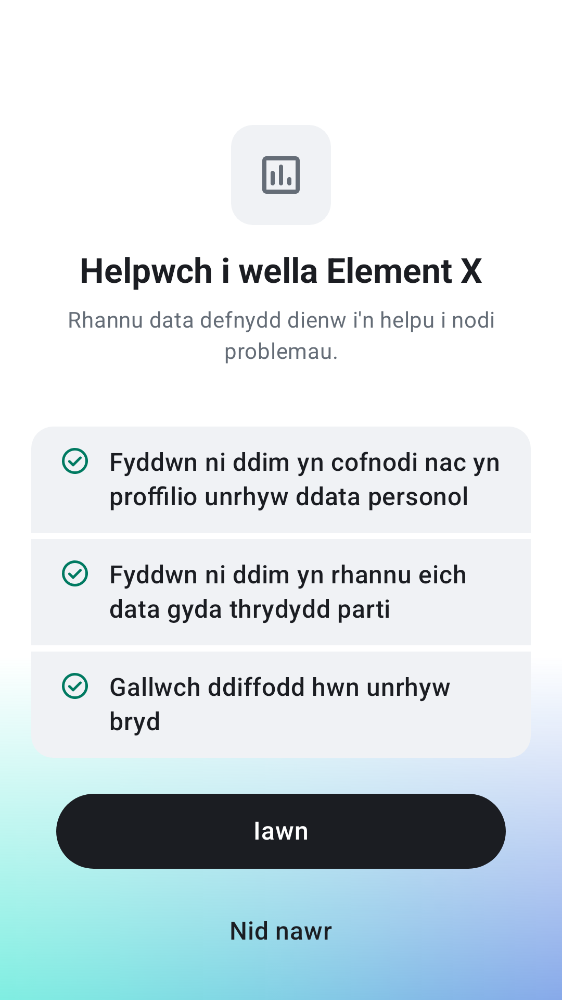 Helpwch i wella Element X
Rhannu data defnydd dienw i'n helpu i nodi
problemau.
Fyddwn ni ddim yn cofnodi nac yn
proffilio unrhyw ddata personol
Fyddwn ni ddim yn rhannu eich
data gyda thrydydd parti
Gallwch ddiffodd hwn unrhyw
bryd
Iawn
Nid nawr